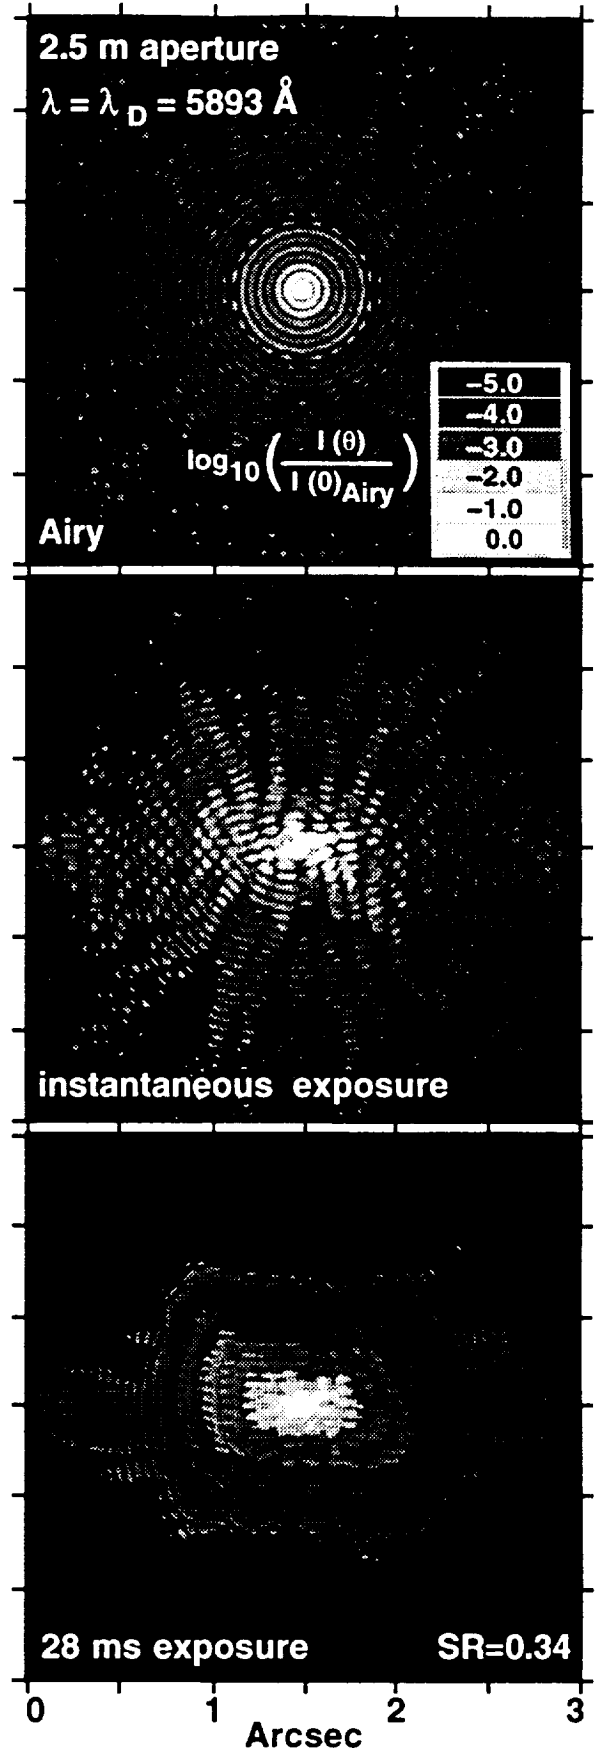 2.5 m aperture
λ = λ D = 5893 Å
−5.0
−4.0
−3.0
−2.0
−1.0
0.0
log10 ( I (θ) / I (0)Airy )
Airy
instantaneous exposure
28 ms exposure SR=0.34
0 1 2 3
Arcsec